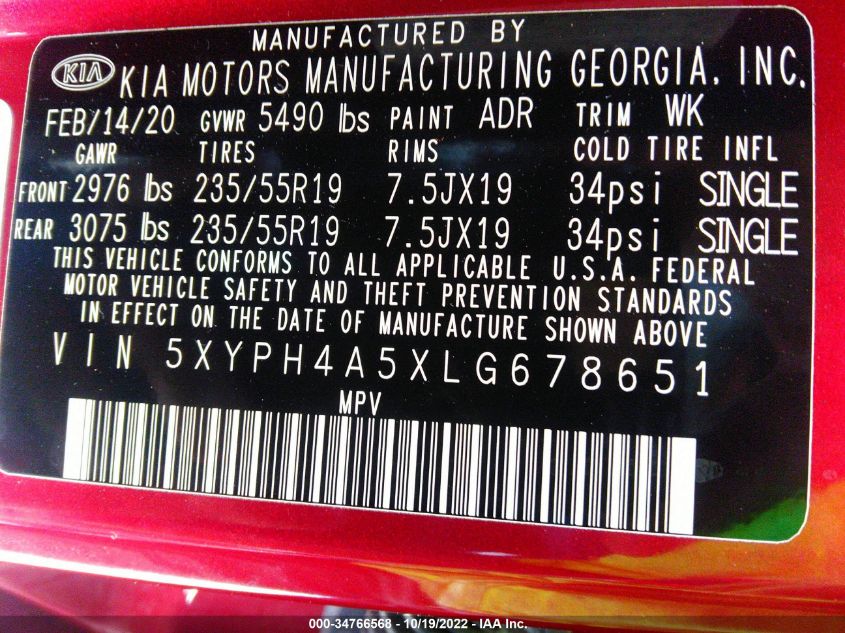 MANUFACTURED BY
KIA KIA MOTORS MANUFACTURING GEORGIA, INC.
FEB/14/20 GVWR 5490 lbs PAINT ADR TRIM WK
GAWR TIRES RIMS COLD TIRE INFL
FRONT 2976 lbs 235/55R19 7.5JX19 34psi SINGLE
REAR 3075 lbs 235/55R19 7.5JX19 34psi SINGLE
THIS VEHICLE CONFORMS TO ALL APPLICABLE U.S.A. FEDERAL
MOTOR VEHICLE SAFETY AND THEFT PREVENTION STANDARDS
IN EFFECT ON THE DATE OF MANUFACTURE SHOWN ABOVE
VIN 5XYPH4A5XLG678651
MPV
000-34766568 - 10/19/2022 - IAA Inc.